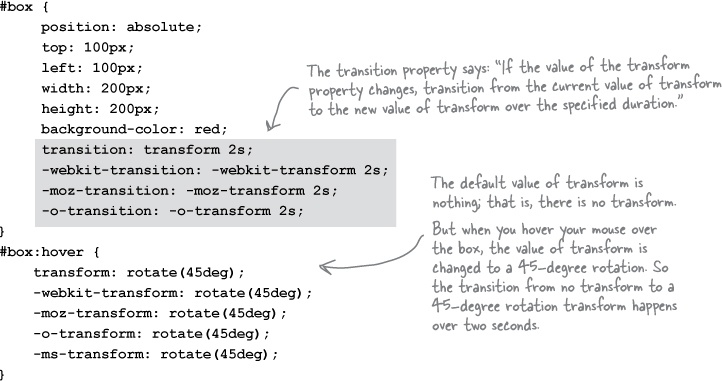 #box {
position: absolute;
top: 100px;
left: 100px;
width: 200px;
height: 200px;
background-color: red;
transition: transform 2s;
-webkit-transition: -webkit-transform 2s;
-moz-transition: -moz-transform 2s;
-o-transition: -o-transform 2s;
}
#box:hover {
transform: rotate(45deg);
-webkit-transform: rotate(45deg);
-moz-transform: rotate(45deg);
-o-transform: rotate(45deg);
-ms-transform: rotate(45deg);
}
The transition property says: “If the value of the transform
property changes, transition from the current value of transform
to the new value of transform over the specified duration.”
The default value of transform is
nothing; that is, there is no transform.
But when you hover your mouse over
the box, the value of transform is
changed to a 45-degree rotation. So
the transition from no transform to a
45-degree rotation transform happens
over two seconds.